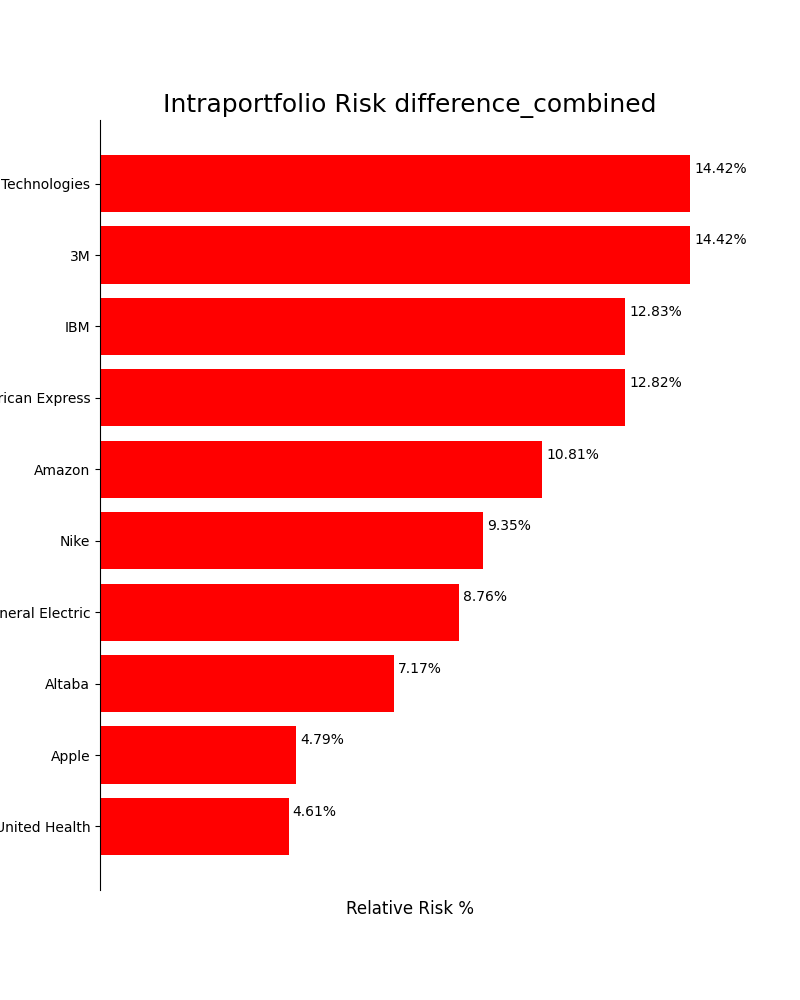 Intraportfolio Risk difference_combined
Technologies 14.42%
3M 14.42%
IBM 12.83%
rican Express 12.82%
Amazon 10.81%
Nike 9.35%
neral Electric 8.76%
Altaba 7.17%
Apple 4.79%
United Health 4.61%
Relative Risk %